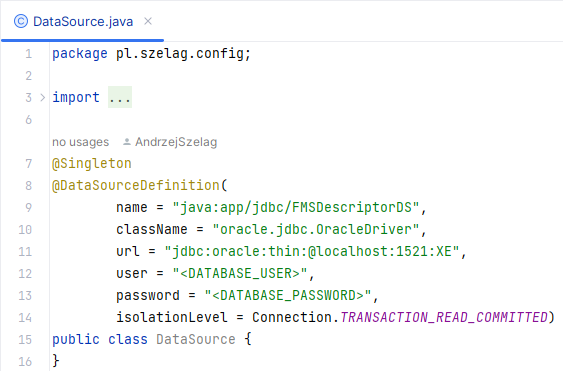 DataSource.java
1 package pl.szelag.config;
2
3 import ...
6
no usages AndrzejSzelag
7 @Singleton
8 @DataSourceDefinition(
9 name = "java:app/jdbc/FMSDescriptorDS",
10 className = "oracle.jdbc.OracleDriver",
11 url = "jdbc:oracle:thin:@localhost:1521:XE",
12 user = "<DATABASE_USER>",
13 password = "<DATABASE_PASSWORD>",
14 isolationLevel = Connection.TRANSACTION_READ_COMMITTED)
15 public class DataSource {
16 }